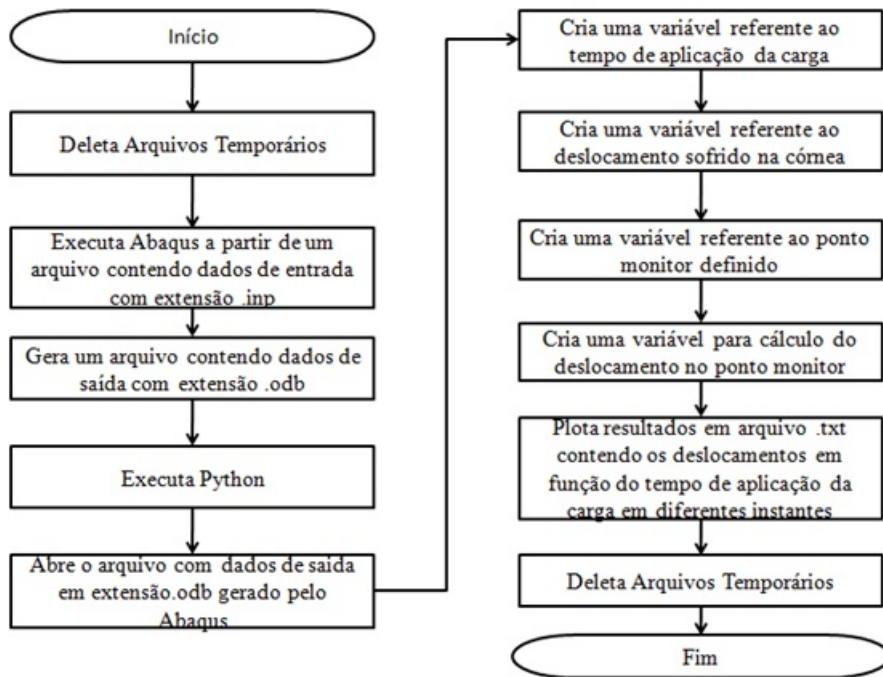 Início
Deleta Arquivos Temporários
Executa Abaqus a partir de um
arquivo contendo dados de entrada
com extensão .inp
Gera um arquivo contendo dados de
saída com extensão .odb
Executa Python
Abre o arquivo com dados de saida
em extensão.odb gerado pelo
Abaqus
Cria uma variável referente ao
tempo de aplicação da carga
Cria uma variável referente ao
deslocamento sofrido na córnea
Cria uma variável referente ao ponto
monitor definido
Cria uma variável para cálculo do
deslocamento no ponto monitor
Plota resultados em arquivo .txt
contendo os deslocamentos em
função do tempo de aplicação da
carga em diferentes instantes
Deleta Arquivos Temporários
Fim